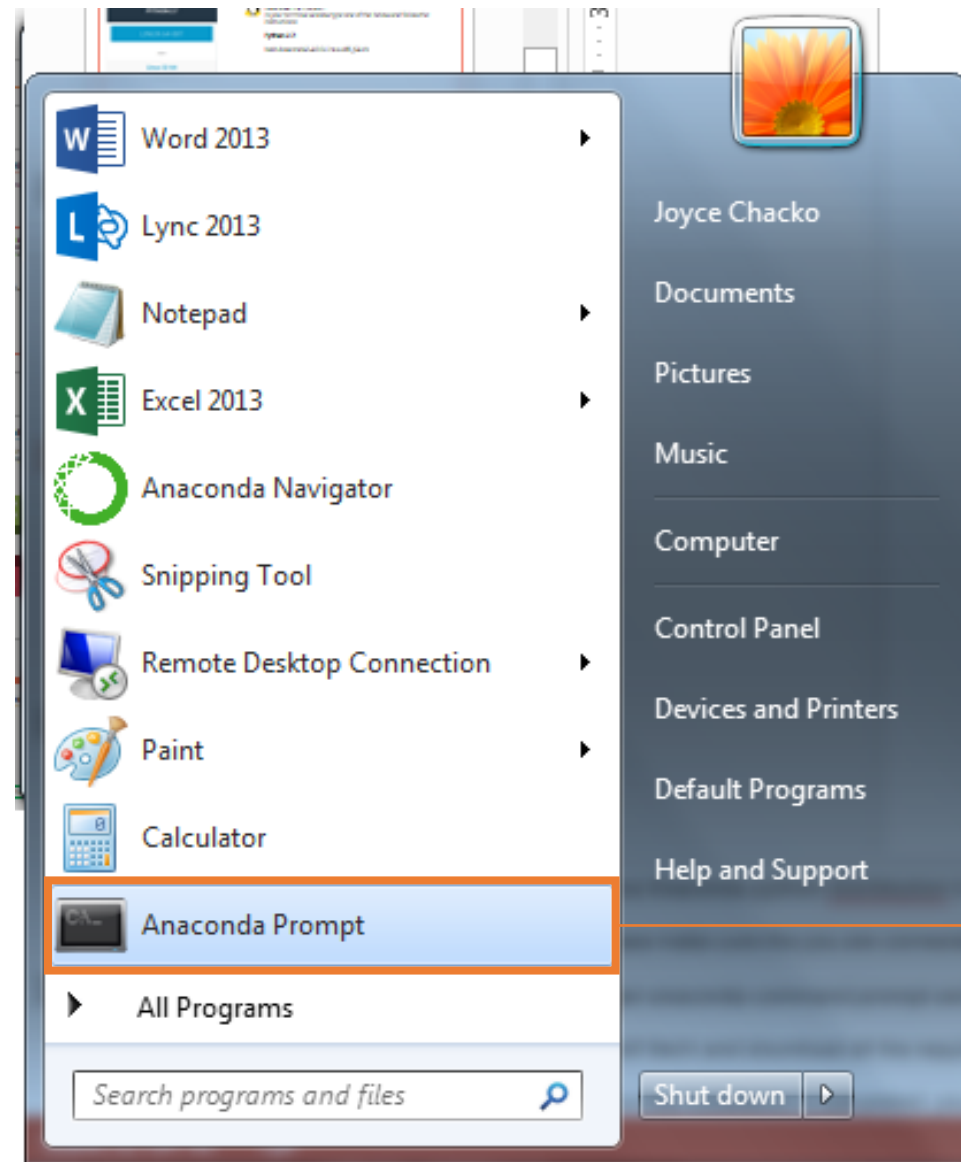 Word 2013
Lync 2013
Notepad
Excel 2013
Anaconda Navigator
Snipping Tool
Remote Desktop Connection
Paint
Calculator
Anaconda Prompt
All Programs
Search programs and files
Joyce Chacko
Documents
Pictures
Music
Computer
Control Panel
Devices and Printers
Default Programs
Help and Support
Shut down